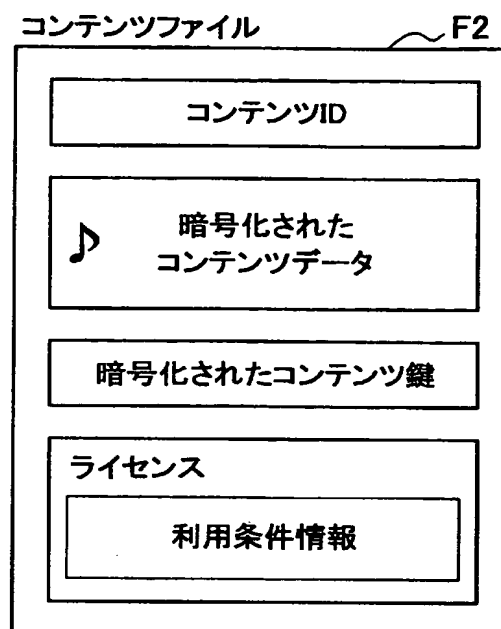 コンテンツファイル F2
コンテンツID
暗号化された
コンテンツデータ
暗号化されたコンテンツ鍵
ライセンス
利用条件情報